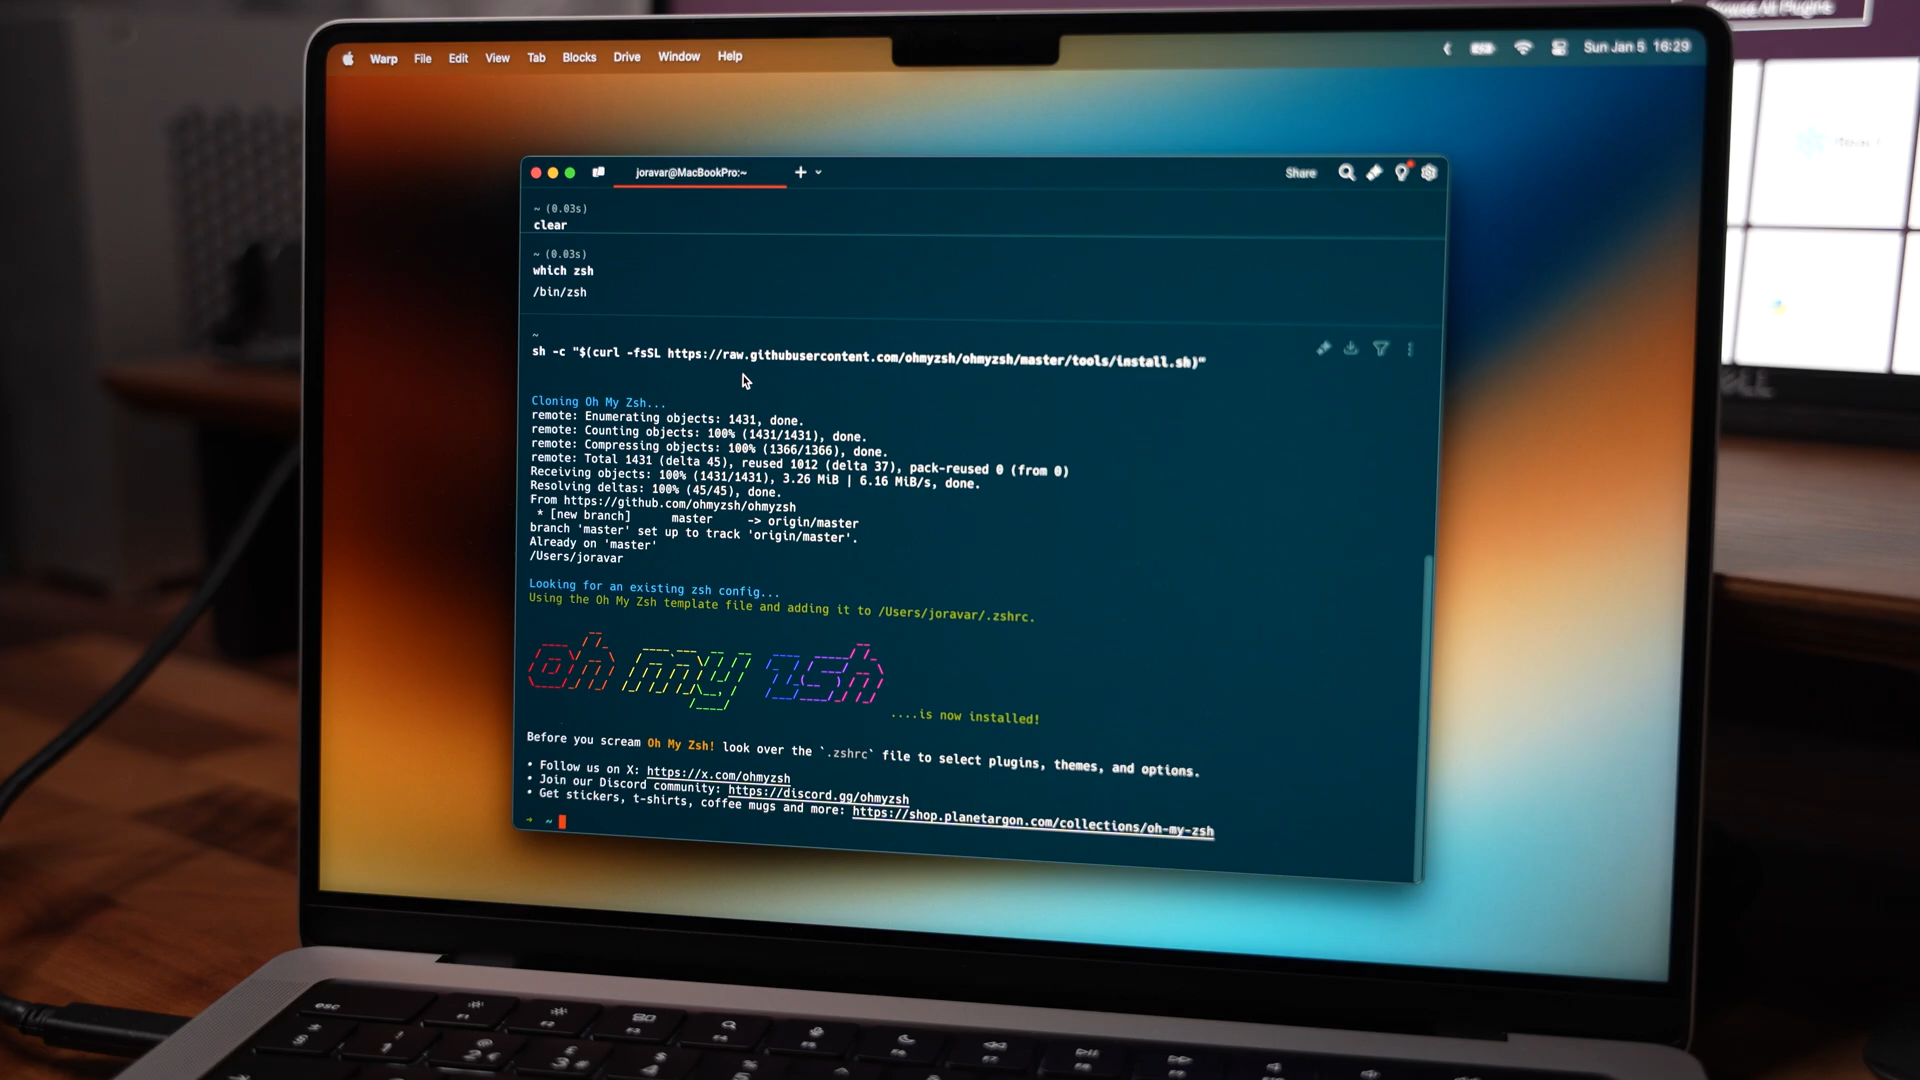 Warp File Edit View Tab Blocks Drive Window Help
Sun Jan 5 16:29
joravar@MacBookPro:~
Share
~ (0.03s)
clear
~ (0.03s)
which zsh
/bin/zsh
~
sh -c "$(curl -fsSL https://raw.githubusercontent.com/ohmyzsh/ohmyzsh/master/tools/install.sh)"
Cloning Oh My Zsh...
remote: Enumerating objects: 1431, done.
remote: Counting objects: 100% (1431/1431), done.
remote: Compressing objects: 100% (1366/1366), done.
remote: Total 1431 (delta 45), reused 1012 (delta 37), pack-reused 0 (from 0)
Receiving objects: 100% (1431/1431), 3.26 MiB | 6.16 MiB/s, done.
Resolving deltas: 100% (45/45), done.
From https://github.com/ohmyzsh/ohmyzsh
* [new branch] master -> origin/master
branch 'master' set up to track 'origin/master'.
Already on 'master'
/Users/joravar
Looking for an existing zsh config...
Using the Oh My Zsh template file and adding it to /Users/joravar/.zshrc.
oh my zsh
....is now installed!
Before you scream Oh My Zsh! look over the `.zshrc` file to select plugins, themes, and options.
• Follow us on X: https://x.com/ohmyzsh
• Join our Discord community: https://discord.gg/ohmyzsh
• Get stickers, t-shirts, coffee mugs and more: https://shop.planetargon.com/collections/oh-my-zsh
→ ~
esc